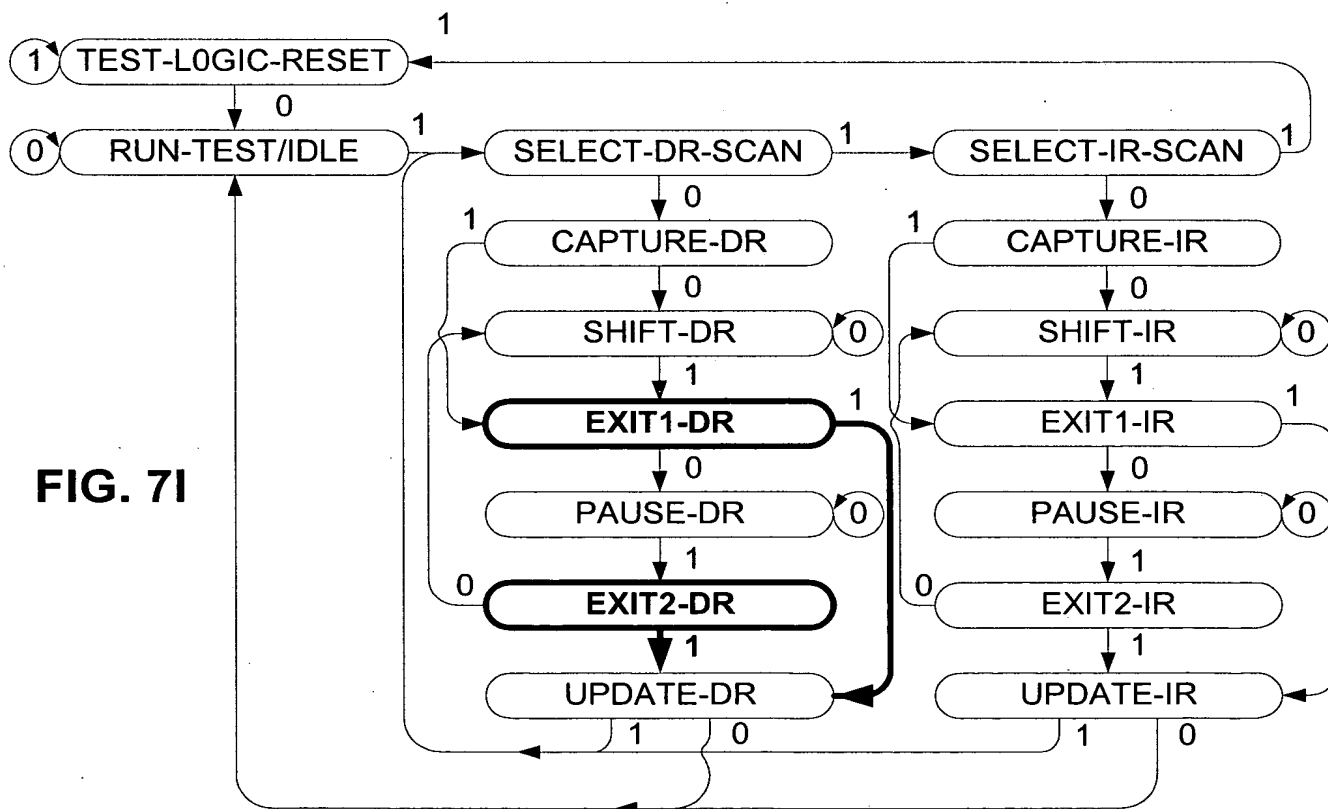 1
1 TEST-L0GIC-RESET
0
0 RUN-TEST/IDLE 1 SELECT-DR-SCAN 1 SELECT-IR-SCAN 1
0 0
1 CAPTURE-DR 1 CAPTURE-IR
0 0
SHIFT-DR 0 SHIFT-IR 0
1 1
EXIT1-DR 1 EXIT1-IR 1
0 0
FIG. 7I
PAUSE-DR 0 PAUSE-IR 0
1 1
0 EXIT2-DR 0 EXIT2-IR
1 1
UPDATE-DR UPDATE-IR
1 0 1 0